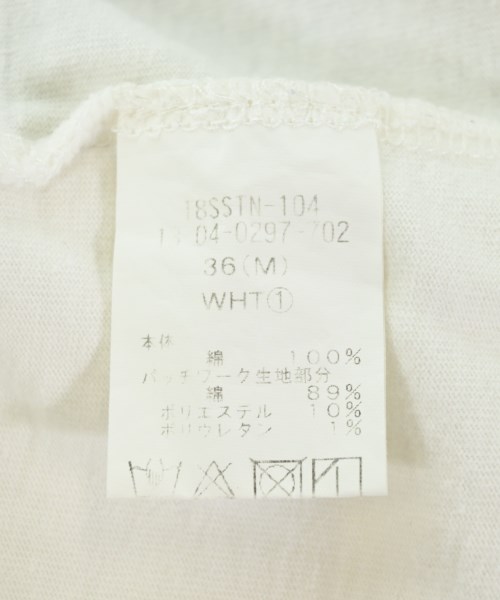 18SSTN-104
11-04-0297-702
36(M)
WHT①
本体
綿 100%
パッチワーク生地部分
綿 89%
ポリエステル 10%
ポリウレタン 1%